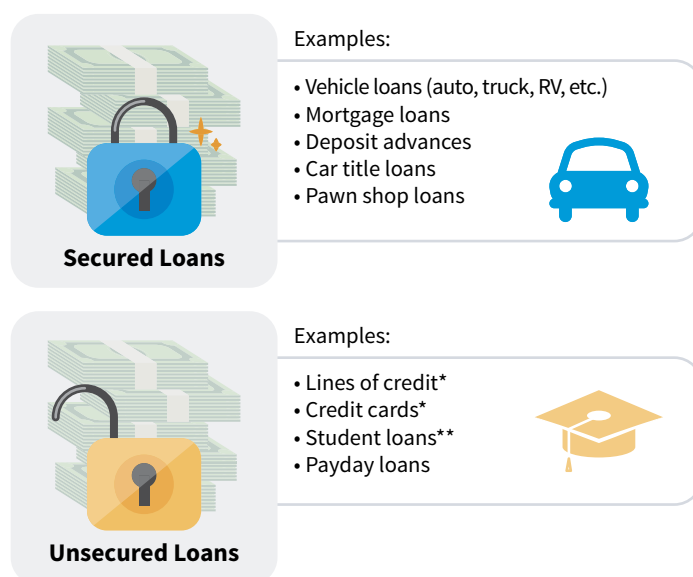 Examples:
• Vehicle loans (auto, truck, RV, etc.)
• Mortgage loans
• Deposit advances
• Car title loans
• Pawn shop loans
Secured Loans
Examples:
• Lines of credit*
• Credit cards*
• Student loans**
• Payday loans
Unsecured Loans